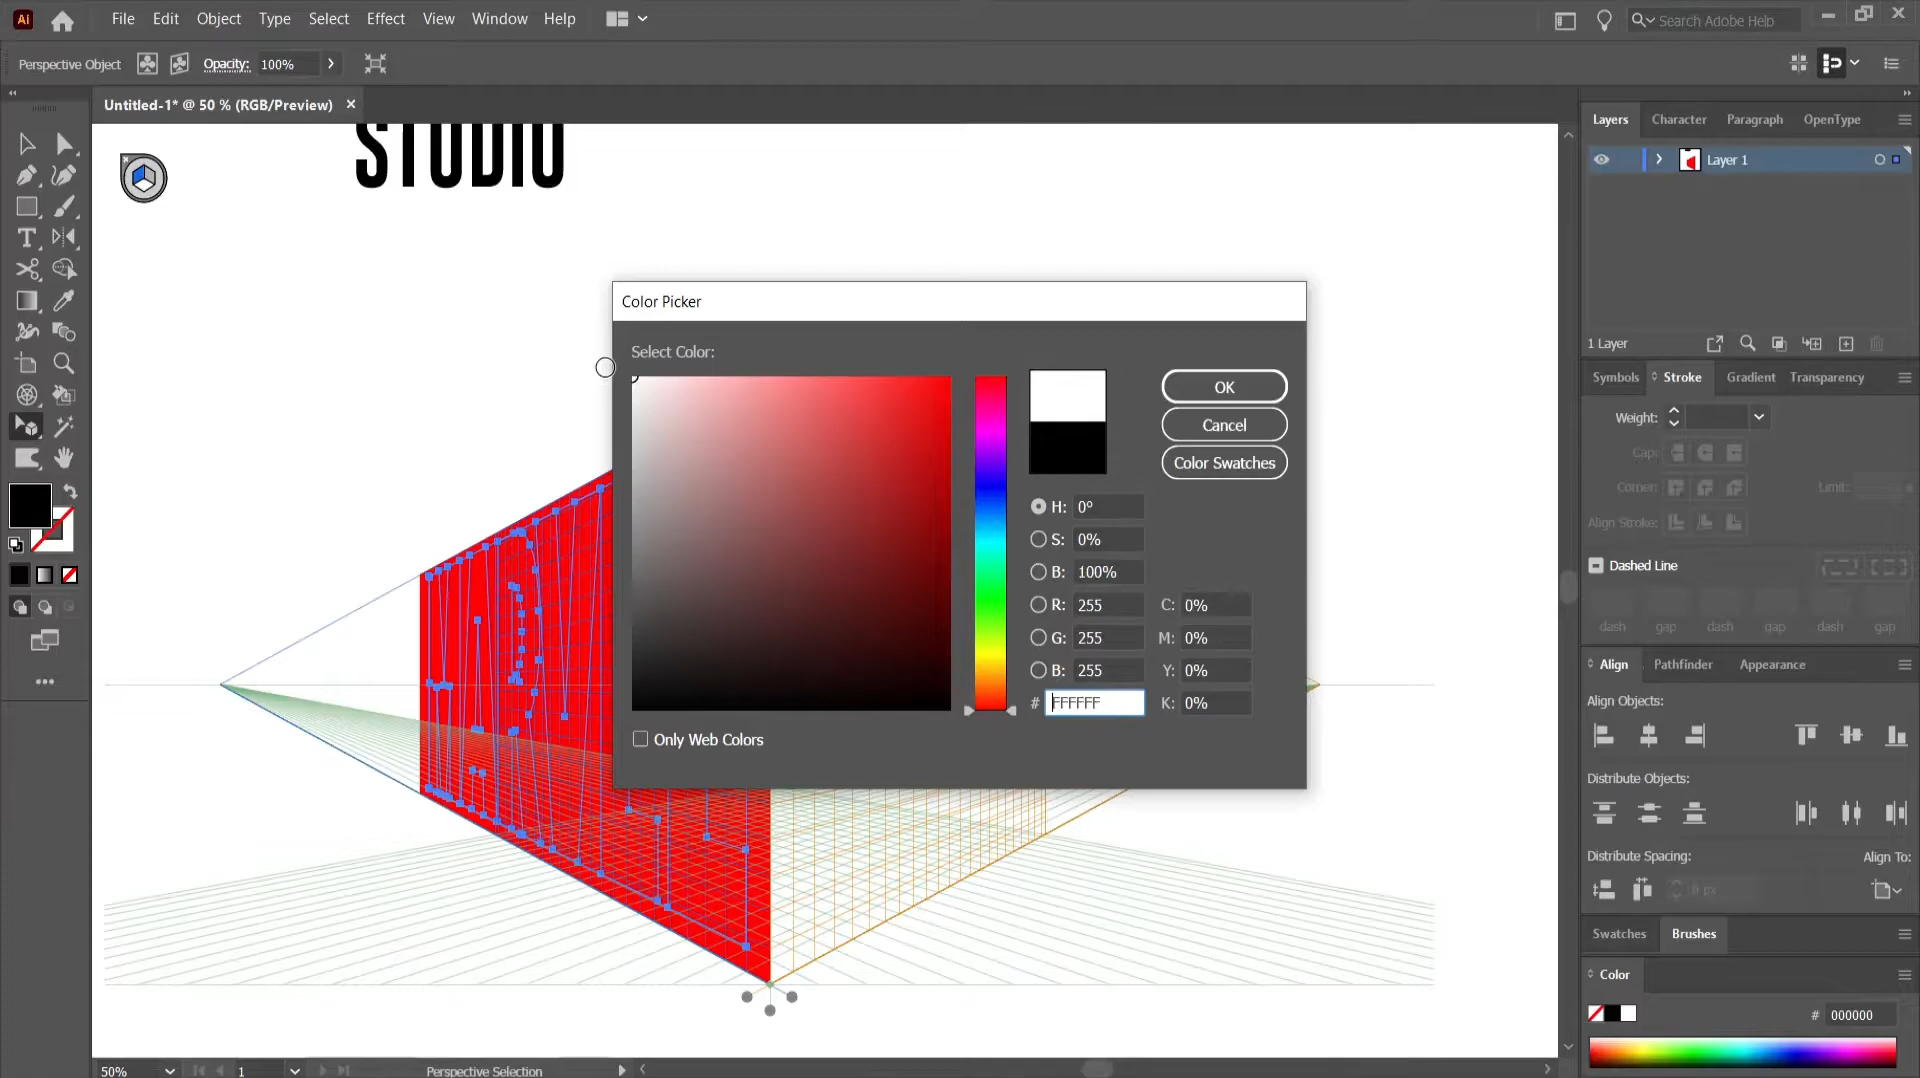 Ai File Edit Object Type Select Effect View Window Help Search Adobe Help
Perspective Object Opacity: 100%
Untitled-1* @ 50 % (RGB/Preview) ×
STUDIO
Layers Character Paragraph OpenType
Layer 1
1 Layer
Symbols Stroke Gradient Transparency
Weight:
Cap:
Corner: Limit:
Align Stroke:
Dashed Line
dash gap dash gap dash gap
Color Picker
Select Color:
OK
Cancel
Color Swatches
H: 0°
S: 0%
B: 100%
R: 255 C: 0%
G: 255 M: 0%
B: 255 Y: 0%
# FFFFFF K: 0%
Only Web Colors
Align Pathfinder Appearance
Align Objects:
Distribute Objects:
Distribute Spacing: Align To:
0 px
Swatches Brushes
Color
# 000000
50% 1 Perspective Selection